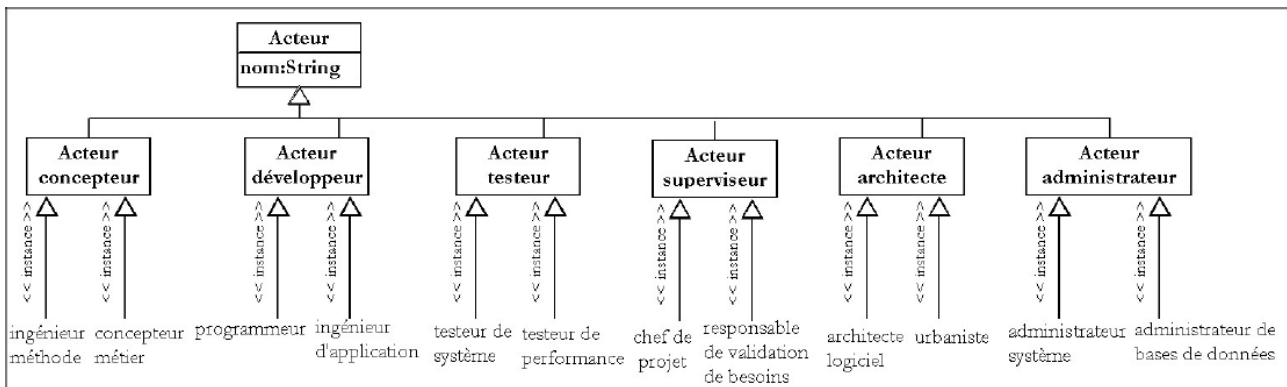 Acteur
nom:String
Acteur
concepteur
Acteur
développeur
Acteur
testeur
Acteur
superviseur
Acteur
architecte
Acteur
administrateur
<< instance >>
<< instance >>
<< instance >>
<< instance >>
<< instance >>
<< instance >>
<< instance >>
<< instance >>
<< instance >>
<< instance >>
<< instance >>
<< instance >>
ingénieur
méthode
concepteur
métier
programmeur
ingénieur
d'application
testeur de
système
testeur de
performance
chef de
projet
responsable
de validation
de besoins
architecte
logiciel
urbaniste
administrateur
système
administrateur de
bases de données